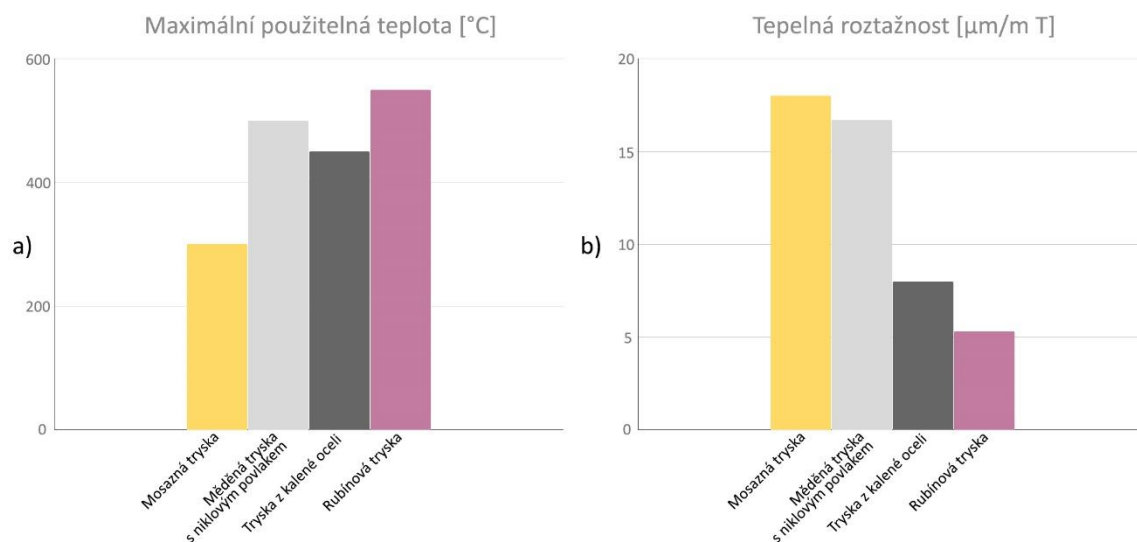 Maximální použitelná teplota [°C]
600
400
200
0
a)
Mosazná tryska
Měděná tryska
s niklovým povlakem
Tryska z kalené oceli
Rubínová tryska
Tepelná roztažnost [µm/m T]
20
15
10
5
0
b)
Mosazná tryska
Měděná tryska
s niklovým povlakem
Tryska z kalené oceli
Rubínová tryska